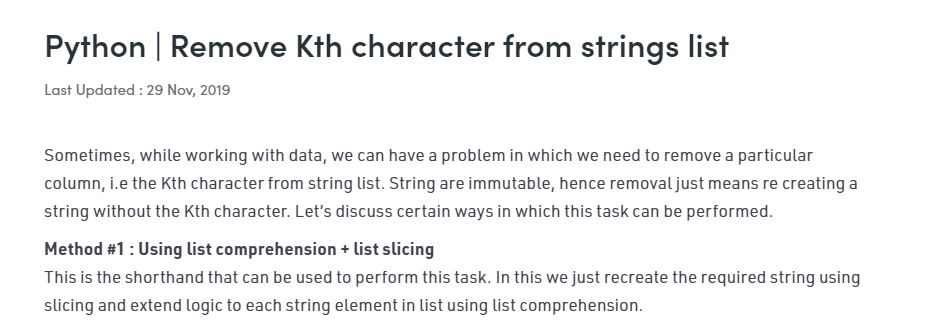 Python | Remove Kth character from strings list
Last Updated : 29 Nov, 2019
Sometimes, while working with data, we can have a problem in which we need to remove a particular
column, i.e the Kth character from string list. String are immutable, hence removal just means re creating a
string without the Kth character. Let's discuss certain ways in which this task can be performed.
Method #1 : Using list comprehension + list slicing
This is the shorthand that can be used to perform this task. In this we just recreate the required string using
slicing and extend logic to each string element in list using list comprehension.